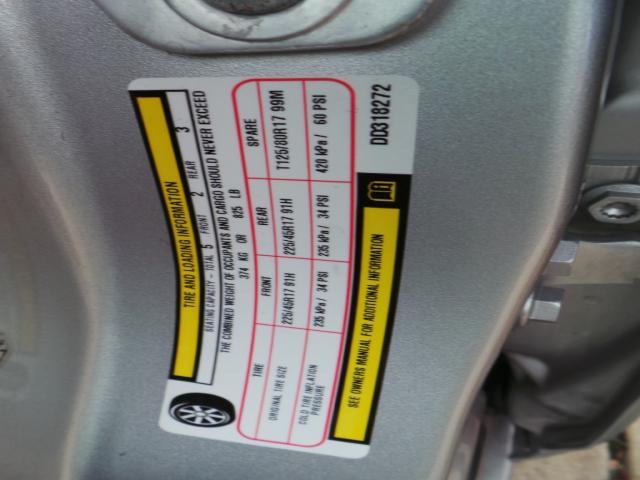 TIRE AND LOADING INFORMATION
SEATING CAPACITY - TOTAL 5 FRONT 2 REAR 3
THE COMBINED WEIGHT OF OCCUPANTS AND CARGO SHOULD NEVER EXCEED
374 KG OR 825 LB
TIRE FRONT REAR SPARE
ORIGINAL TIRE SIZE 225/45R17 91H 225/45R17 91H T125/80R17 99M
COLD TIRE INFLATION PRESSURE 235 kPa / 34 PSI 235 kPa / 34 PSI 420 kPa / 60 PSI
SEE OWNERS MANUAL FOR ADDITIONAL INFORMATION
DD318272